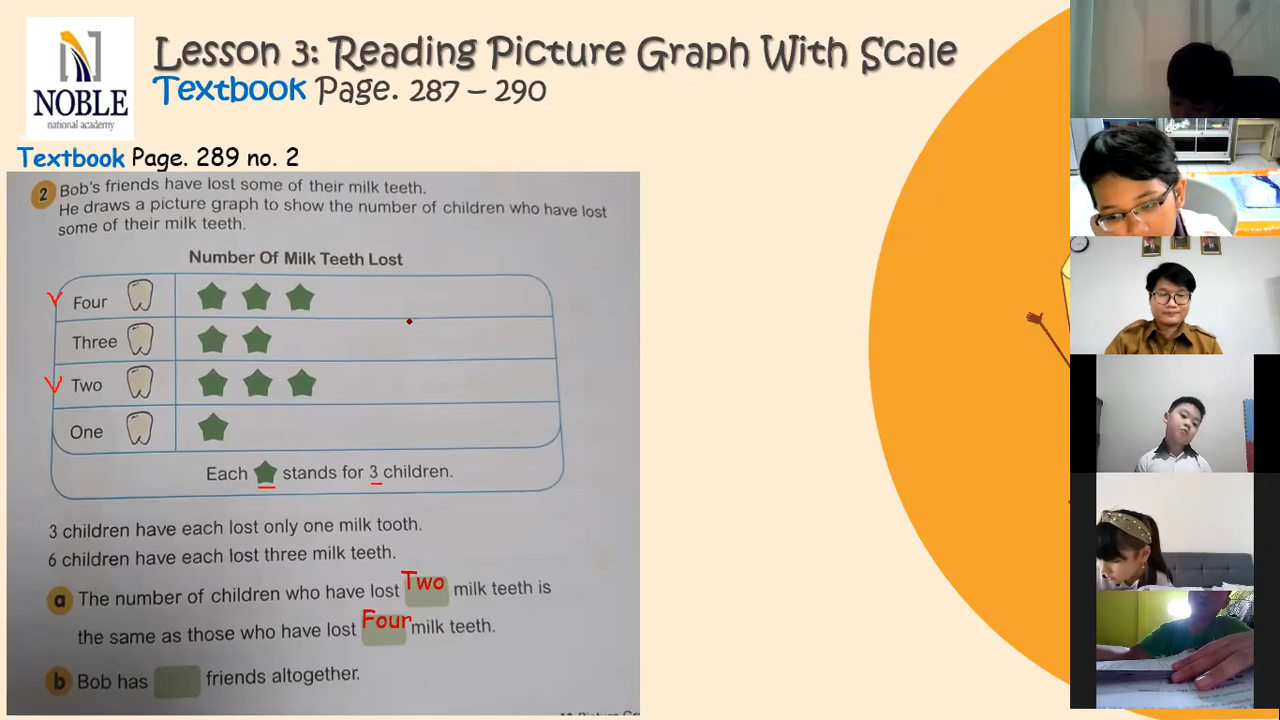 NOBLE
national academy
Lesson 3: Reading Picture Graph With Scale
Textbook Page. 287 – 290
Textbook Page. 289 no. 2
2 Bob's friends have lost some of their milk teeth.
He draws a picture graph to show the number of children who have lost
some of their milk teeth.
Number Of Milk Teeth Lost
Four
Three
Two
One
Each stands for 3 children.
3 children have each lost only one milk tooth.
6 children have each lost three milk teeth.
a The number of children who have lost Two milk teeth is
the same as those who have lost Four milk teeth.
b Bob has friends altogether.